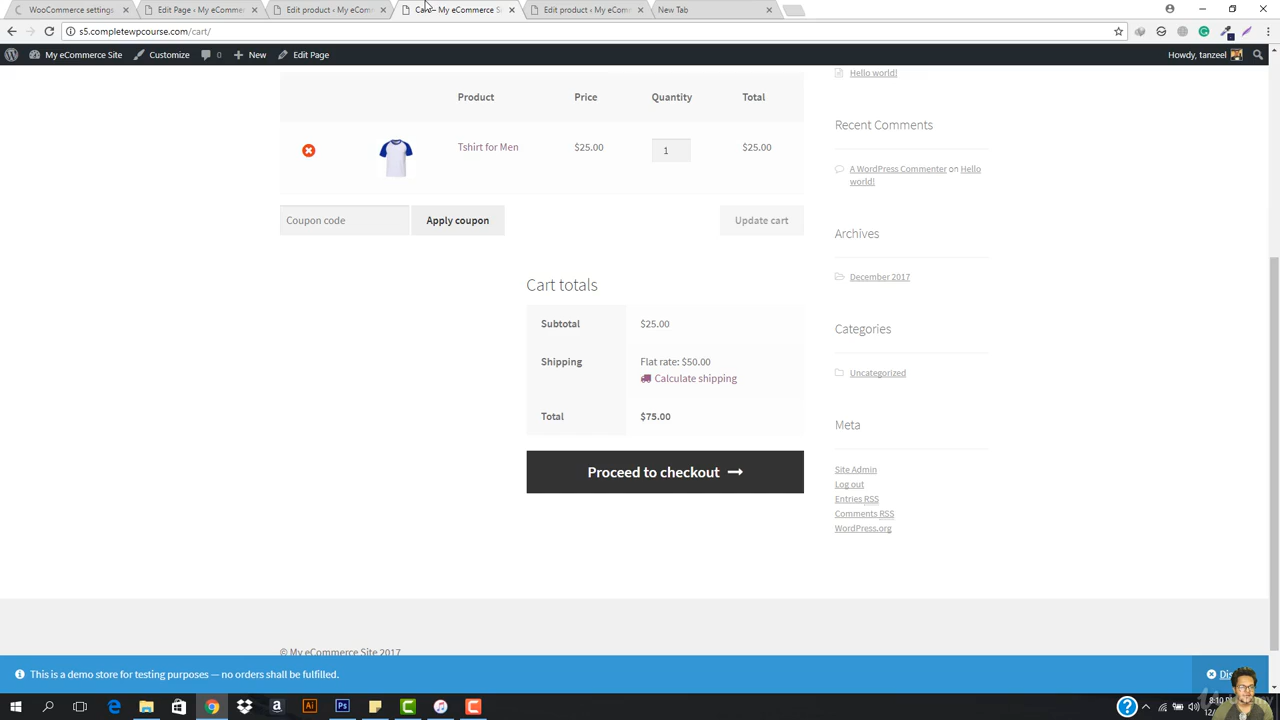 WooCommerce settings
Edit Page ‹ My eCommer
Edit product ‹ My eCom
Cart – My eCommerce S
Edit product ‹ My eCom
New Tab
s5.completewpcourse.com/cart/
My eCommerce Site
Customize
0
New
Edit Page
Howdy, tanzeel
Hello world!
Product Price Quantity Total
Recent Comments
Tshirt for Men $25.00 1 $25.00
A WordPress Commenter on Hello
world!
Coupon code
Apply coupon
Update cart
Archives
December 2017
Cart totals
Subtotal $25.00
Categories
Shipping Flat rate: $50.00
Calculate shipping
Uncategorized
Total $75.00
Meta
Proceed to checkout
Site Admin
Log out
Entries RSS
Comments RSS
WordPress.org
© My eCommerce Site 2017
This is a demo store for testing purposes — no orders shall be fulfilled.
8:10